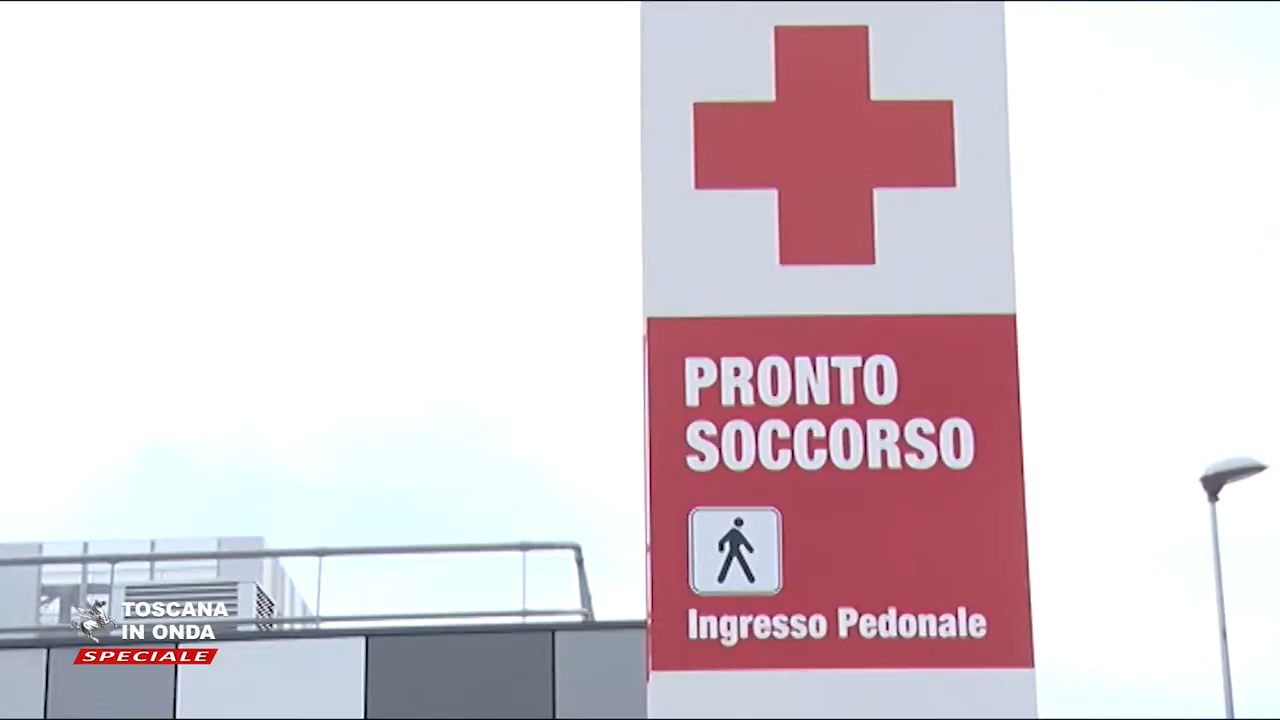 PRONTO
SOCCORSO
Ingresso Pedonale
TOSCANA
IN ONDA
SPECIALE